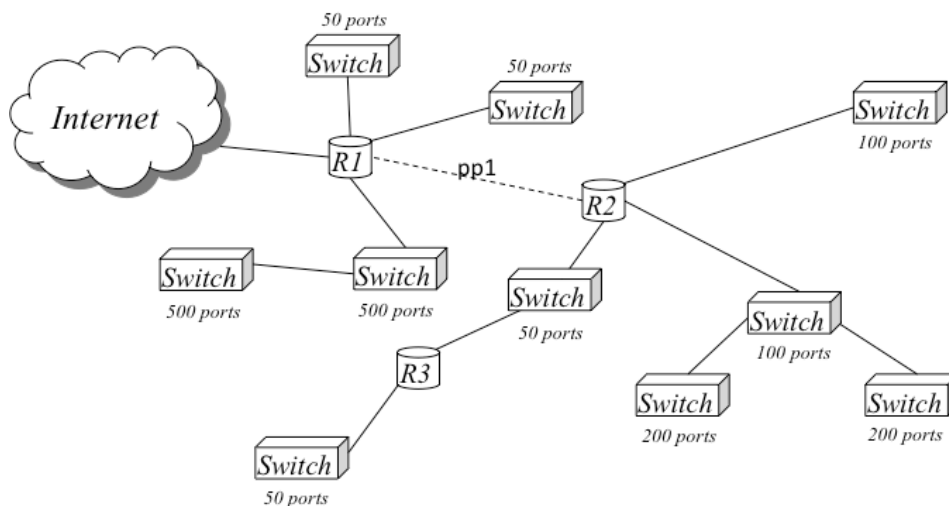 50 ports
Switch
50 ports
Switch
Internet
R1
pp1
Switch
100 ports
R2
Switch
500 ports
Switch
500 ports
Switch
50 ports
Switch
100 ports
R3
Switch
200 ports
Switch
200 ports
Switch
50 ports